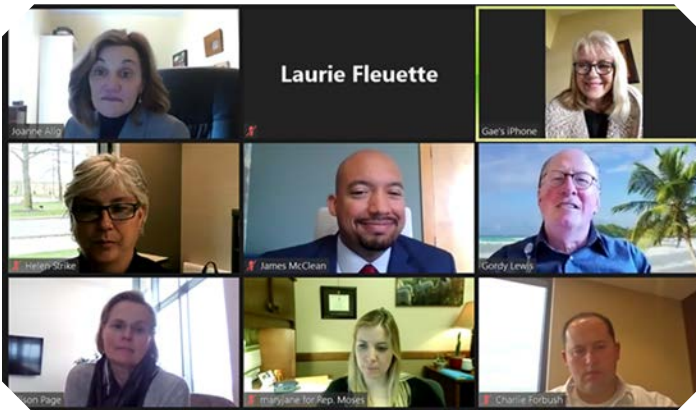 Joanne Alig
Laurie Fleuette
Gae's iPhone
Helen Strike
James McClean
Gordy Lewis
ison Page
maryjane for Rep. Moses
Charlie Forbush